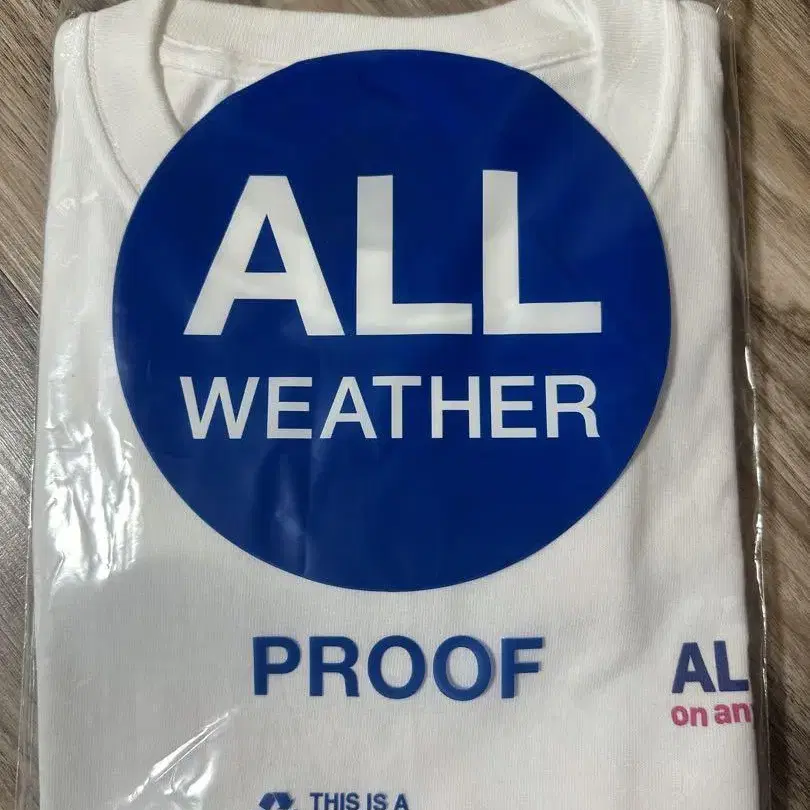 ALL
WEATHER
PROOF
AL
on an
THIS IS A